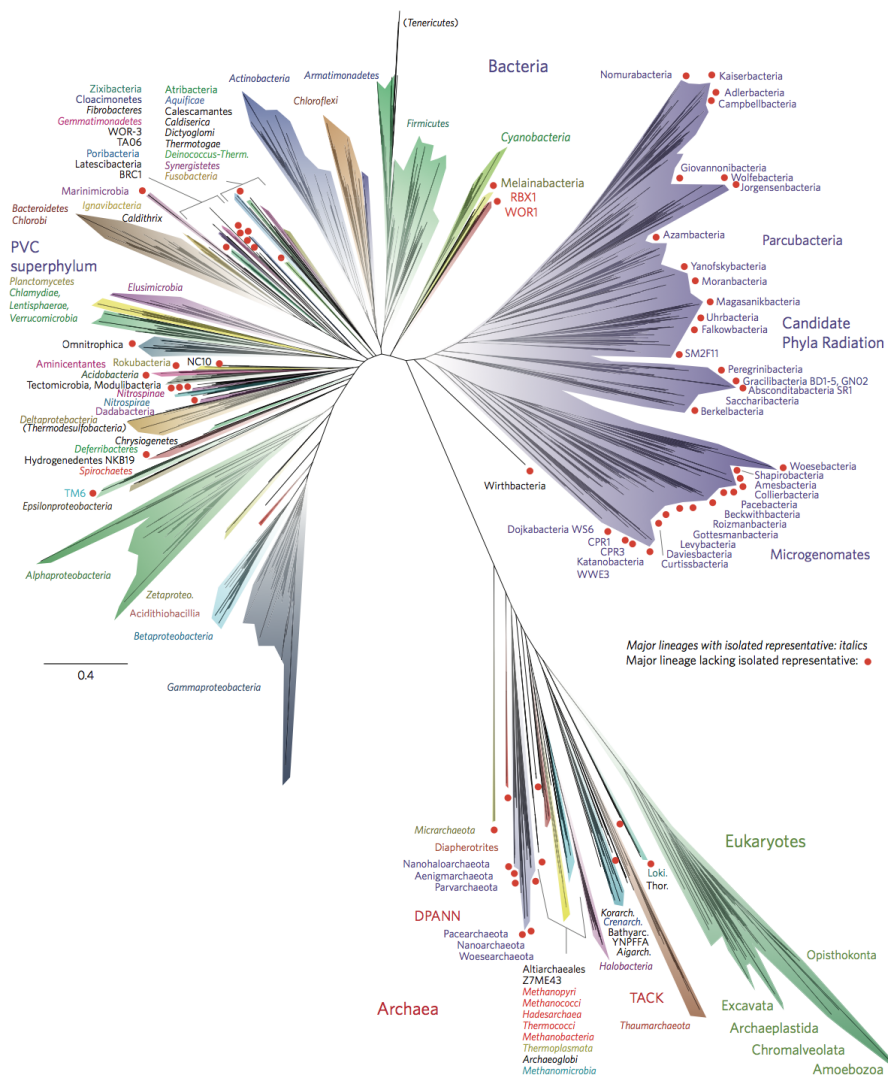 (Tenericutes)
Bacteria
Zixibacteria
Cloacimonetes
Fibrobacteres
Gemmatimonadetes
WOR-3
TA06
Poribacteria
Latescibacteria
BRC1
Atribacteria
Aquificae
Calescamantes
Caldiserica
Dictyoglomi
Thermotogae
Deinococcus-Therm.
Synergistetes
Fusobacteria
Actinobacteria
Armatimonadetes
Chloroflexi
Firmicutes
Cyanobacteria
Melainabacteria
RBX1
WOR1
Nomurabacteria
Kaiserbacteria
Adlerbacteria
Campbellbacteria
Giovannonibacteria
Wolfebacteria
Jorgensenbacteria
Azambacteria
Parcubacteria
Yanofskybacteria
Moranbacteria
Magasanikbacteria
Uhrbacteria
Falkowbacteria
Candidate
Phyla Radiation
SM2F11
Peregrinibacteria
Gracilibacteria BD1-5, GN02
Absconditabacteria SR1
Saccharibacteria
Berkelbacteria
Marinimicrobia
Ignavibacteria
Caldithrix
Bacteroidetes
Chlorobi
PVC
superphylum
Planctomycetes
Chlamydiae,
Lentisphaerae,
Verrucomicrobia
Elusimicrobia
Omnitrophica
Aminicentantes
Rokubacteria
NC10
Acidobacteria
Tectomicrobia, Modulibacteria
Nitrospinae
Nitrospirae
Dadabacteria
Deltaprotebacteria
(Thermodesulfobacteria)
Chrysiogenetes
Deferribacteres
Hydrogenedentes NKB19
Spirochaetes
TM6
Epsilonproteobacteria
Alphaproteobacteria
Zetaproteo.
Acidithiobacillia
Betaproteobacteria
Gammaproteobacteria
0.4
Wirthbacteria
Woesebacteria
Shapirobacteria
Amesbacteria
Collierbacteria
Pacebacteria
Beckwithbacteria
Roizmanbacteria
Gottesmanbacteria
Levybacteria
Daviesbacteria
Curtissbacteria
Dojkabacteria WS6
CPR1
CPR3
Katanobacteria
WWE3
Microgenomates
Major lineages with isolated representative: italics
Major lineage lacking isolated representative:
Micrarchaeota
Diapherotrites
Nanohaloarchaeota
Aenigmarchaeota
Parvarchaeota
DPANN
Pacearchaeota
Nanoarchaeota
Woesearchaeota
Archaea
Altiarchaeales
Z7ME43
Methanopyri
Methanococci
Hadesarchaea
Thermococci
Methanobacteria
Thermoplasmata
Archaeoglobi
Methanomicrobia
Halobacteria
Korarch.
Crenarch.
Bathyarc.
YNPFFA
Aigarch.
Loki.
Thor.
TACK
Thaumarchaeota
Eukaryotes
Opisthokonta
Excavata
Archaeplastida
Chromalveolata
Amoebozoa